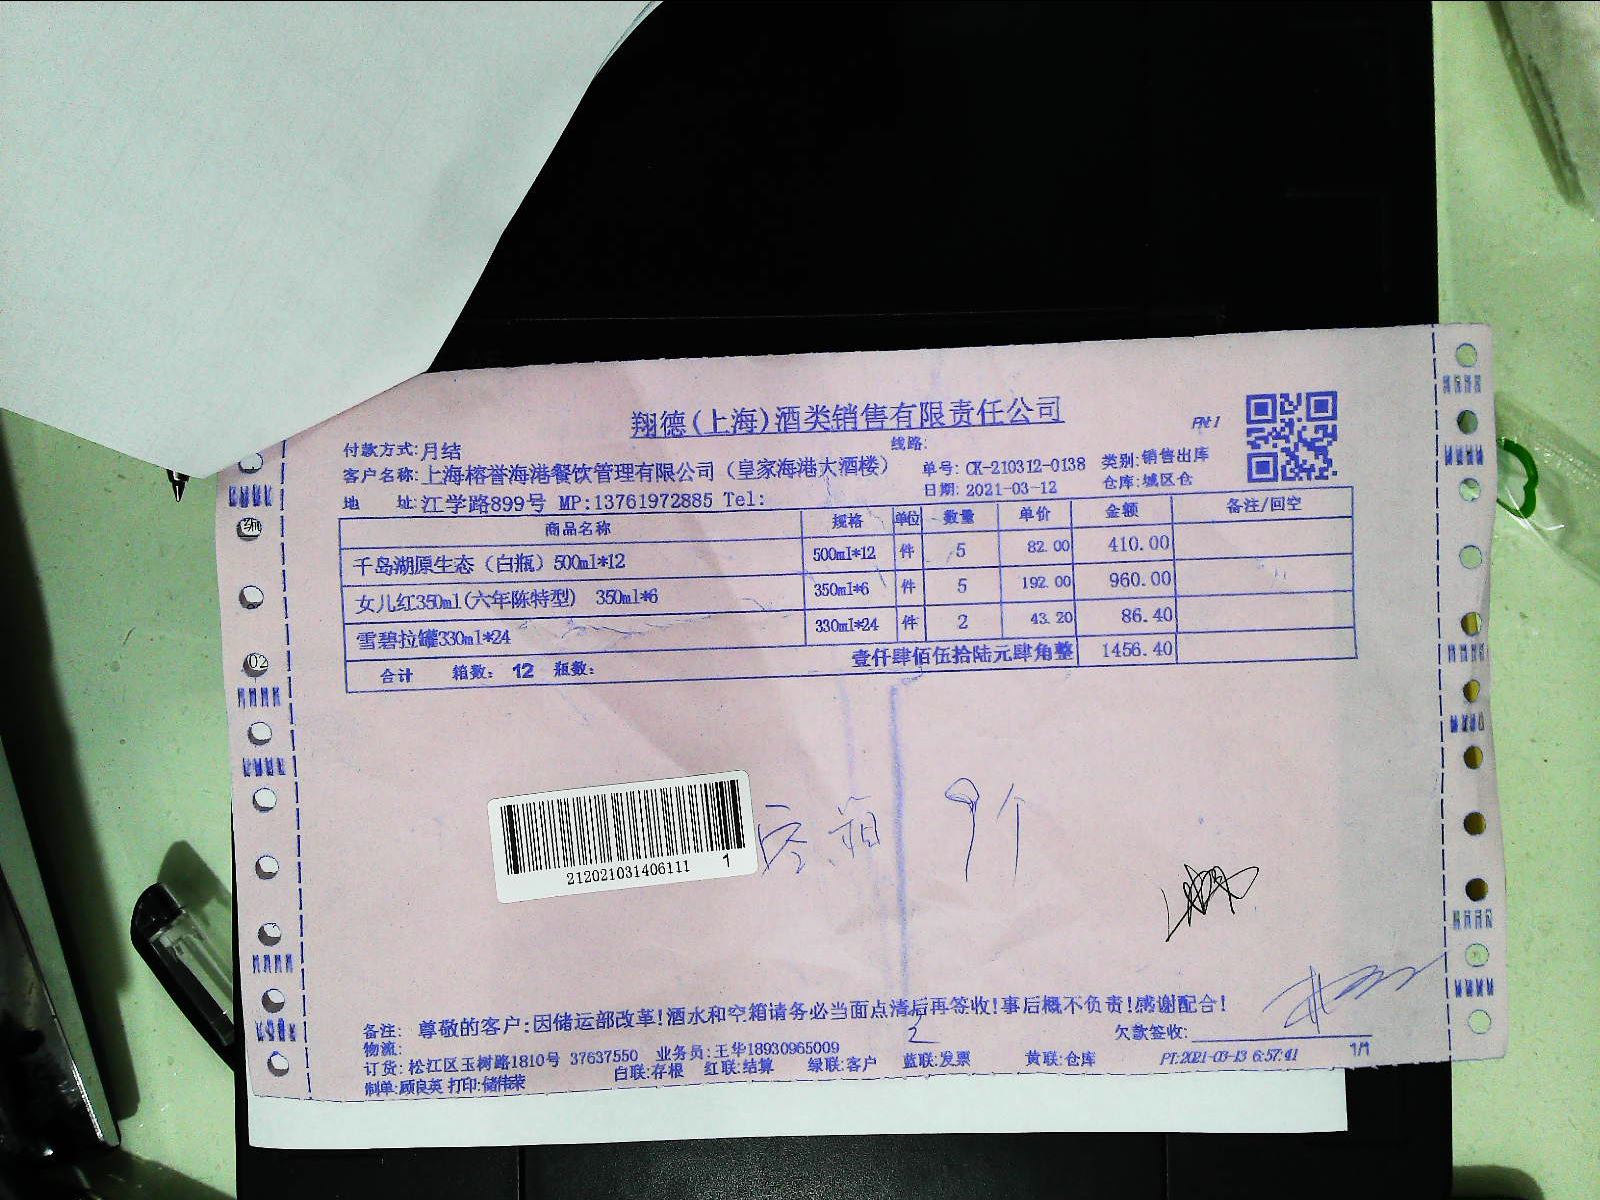 翔德(上海)酒类销售有限责任公司
FN-1
付款方式:月结 线路:
客户名称:上海榕誉海港餐饮管理有限公司（皇家海港大酒楼） 单号:CK-210312-0138 类别:销售出库
地 址:江学路899号 MP:13761972885 Tel: 日期:2021-03-12 仓库:城区仓
商品名称 规格 单位 数量 单价 金额 备注/回空
千岛湖原生态（白瓶）500ml*12 500ml*12 件 5 82.00 410.00
女儿红350ml(六年陈特型) 350ml*6 350ml*6 件 5 192.00 960.00
雪碧拉罐330ml*24 330ml*24 件 2 43.20 86.40
合计 箱数: 12 瓶数: 壹仟肆佰伍拾陆元肆角整 1456.40
212021031406111 1
空箱 9个
备注: 尊敬的客户:因储运部改革!酒水和空箱请务必当面点清后再签收!事后概不负责!感谢配合!
物流: 欠款签收:
订货:松江区玉树路1810号 37637550 业务员:王华18930965009
制单:顾良英 打印:储伟荣 白联:存根 红联:结算 绿联:客户 蓝联:发票 黄联:仓库 PT:2021-03-13 6:57:41 1/1